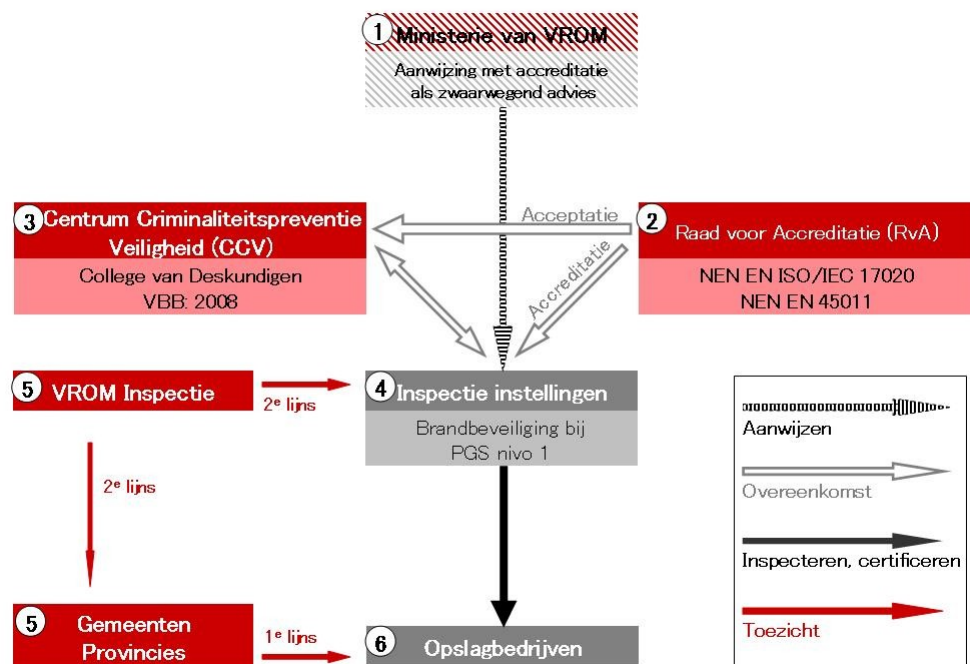 1
Ministerie van VROM
Aanwijzing met accreditatie
als zwaarwegend advies
3
Centrum Criminaliteitspreventie
Veiligheid (CCV)
College van Deskundigen
VBB: 2008
Acceptatie
Accreditatie
2
Raad voor Accreditatie (RvA)
NEN EN ISO/IEC 17020
NEN EN 45011
5
VROM Inspectie
2e lijns
4
Inspectie instellingen
Brandbeveiliging bij
PGS nivo 1
2e lijns
5
Gemeenten
Provincies
1e lijns
6
Opslagbedrijven
Aanwijzen
Overeenkomst
Inspecteren, certificeren
Toezicht